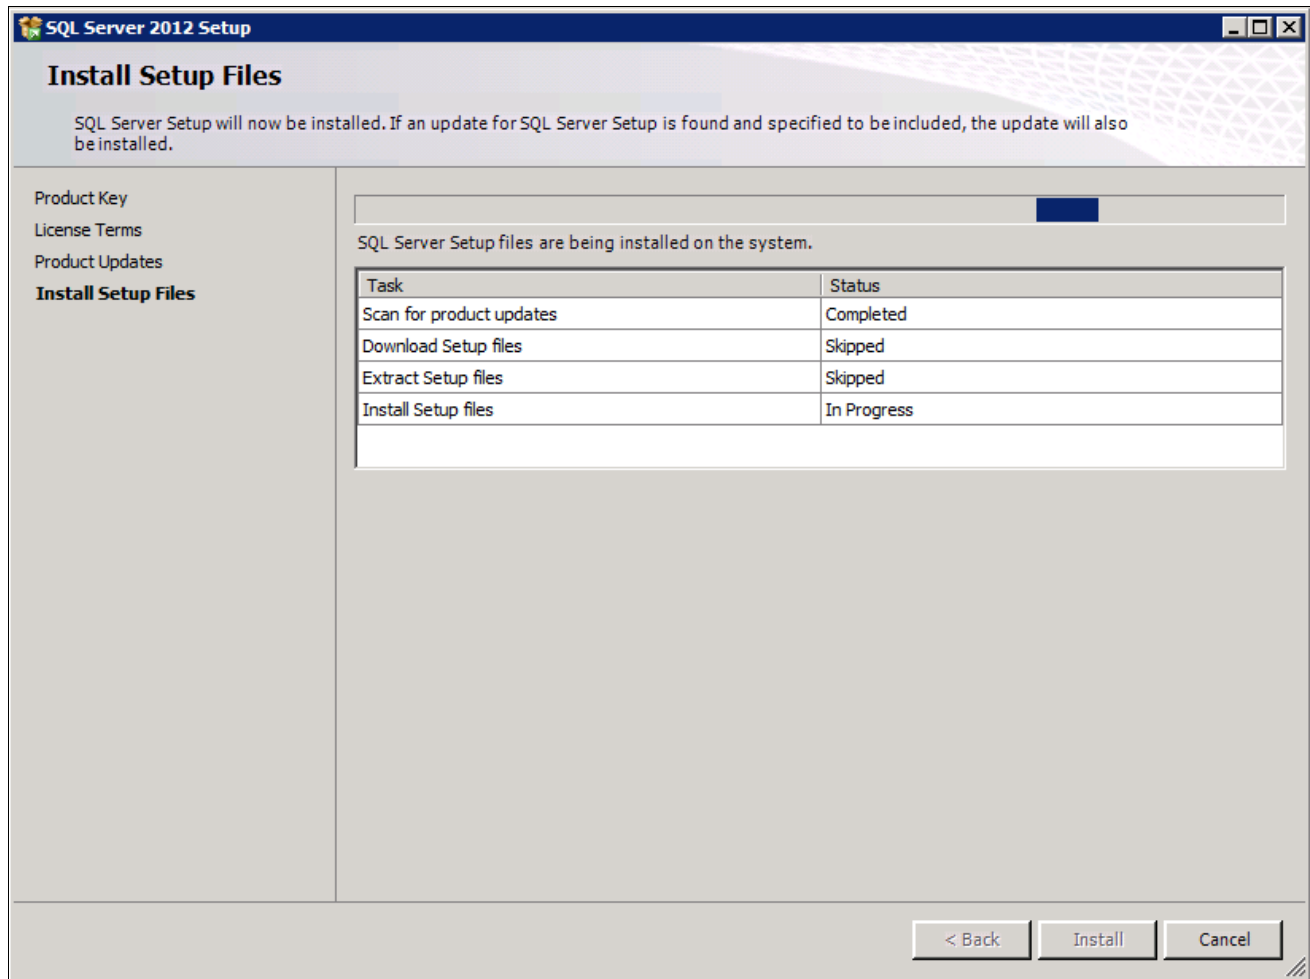 SQL Server 2012 Setup
Install Setup Files
SQL Server Setup will now be installed. If an update for SQL Server Setup is found and specified to be included, the update will also
be installed.
Product Key
License Terms
Product Updates
Install Setup Files
SQL Server Setup files are being installed on the system.
Task Status
Scan for product updates Completed
Download Setup files Skipped
Extract Setup files Skipped
Install Setup files In Progress
< Back Install Cancel